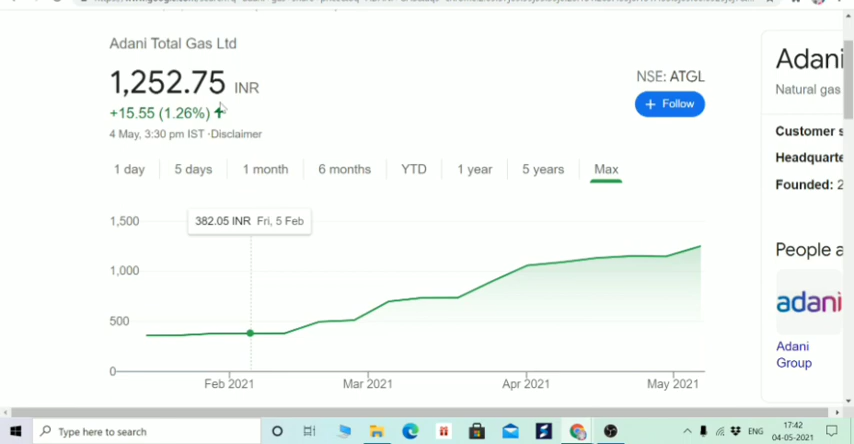 Adani Total Gas Ltd
1,252.75 INR
+15.55 (1.26%)
4 May, 3:30 pm IST ·Disclaimer
NSE: ATGL
+ Follow
1 day 5 days 1 month 6 months YTD 1 year 5 years Max
382.05 INR Fri, 5 Feb
1,500
1,000
500
0
Feb 2021 Mar 2021 Apr 2021 May 2021
Adani
Natural gas
Customer s
Headquarte
Founded: 2
People a
adani
Adani
Group
Type here to search
ENG
17:42
04-05-2021